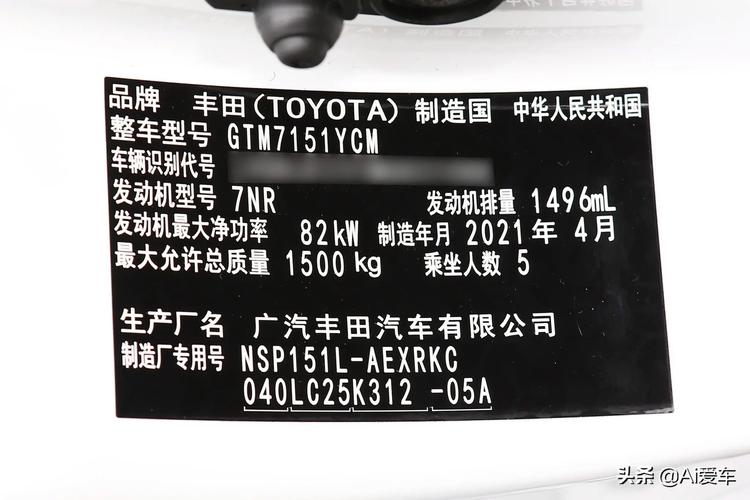 品牌 丰田(TOYOTA) 制造国 中华人民共和国
整车型号 GTM7151YCM
车辆识别代号
发动机型号 7NR 发动机排量 1496mL
发动机最大净功率 82kW 制造年月 2021年 4月
最大允许总质量 1500kg 乘坐人数 5
生产厂名 广汽丰田汽车有限公司
制造厂专用号 NSP151L-AEXRKC
040LC25K312 -05A
头条 @Ai爱车